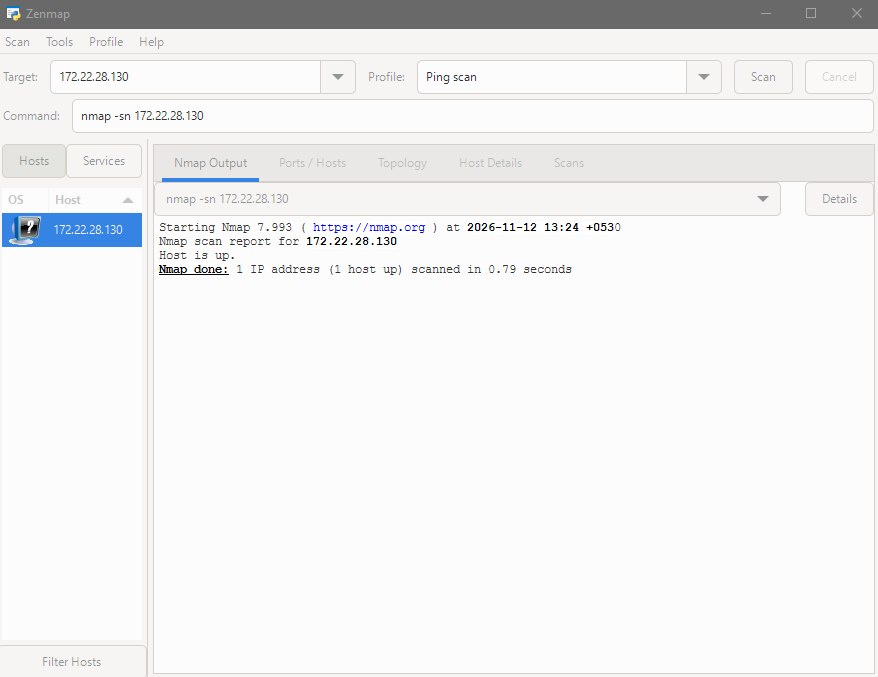 Zenmap
Scan Tools Profile Help
Target: 172.22.28.130 Profile: Ping scan Scan Cancel
Command: nmap -sn 172.22.28.130
Hosts Services
OS Host
172.22.28.130
Filter Hosts
Nmap Output Ports / Hosts Topology Host Details Scans
nmap -sn 172.22.28.130 Details
Starting Nmap 7.993 ( https://nmap.org ) at 2026-11-12 13:24 +0530
Nmap scan report for 172.22.28.130
Host is up.
Nmap done: 1 IP address (1 host up) scanned in 0.79 seconds